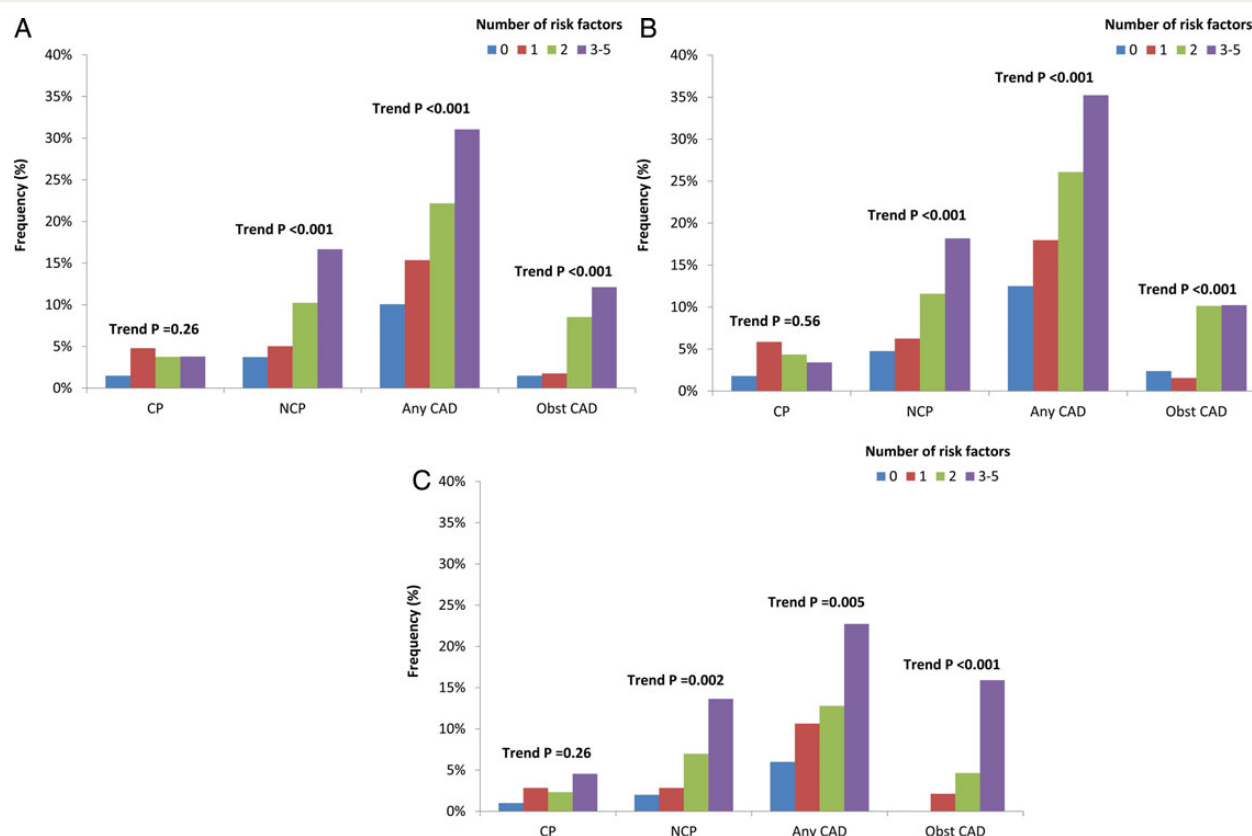 A
Number of risk factors
0 1 2 3-5
40%
35%
30%
25%
20%
15%
10%
5%
0%
Frequency (%)
Trend P =0.26
Trend P <0.001
Trend P <0.001
Trend P <0.001
CP NCP Any CAD Obst CAD
B
Number of risk factors
0 1 2 3-5
40%
35%
30%
25%
20%
15%
10%
5%
0%
Frequency (%)
Trend P =0.56
Trend P <0.001
Trend P <0.001
Trend P <0.001
CP NCP Any CAD Obst CAD
C
Number of risk factors
0 1 2 3-5
40%
35%
30%
25%
20%
15%
10%
5%
0%
Frequency (%)
Trend P =0.26
Trend P =0.002
Trend P =0.005
Trend P <0.001
CP NCP Any CAD Obst CAD